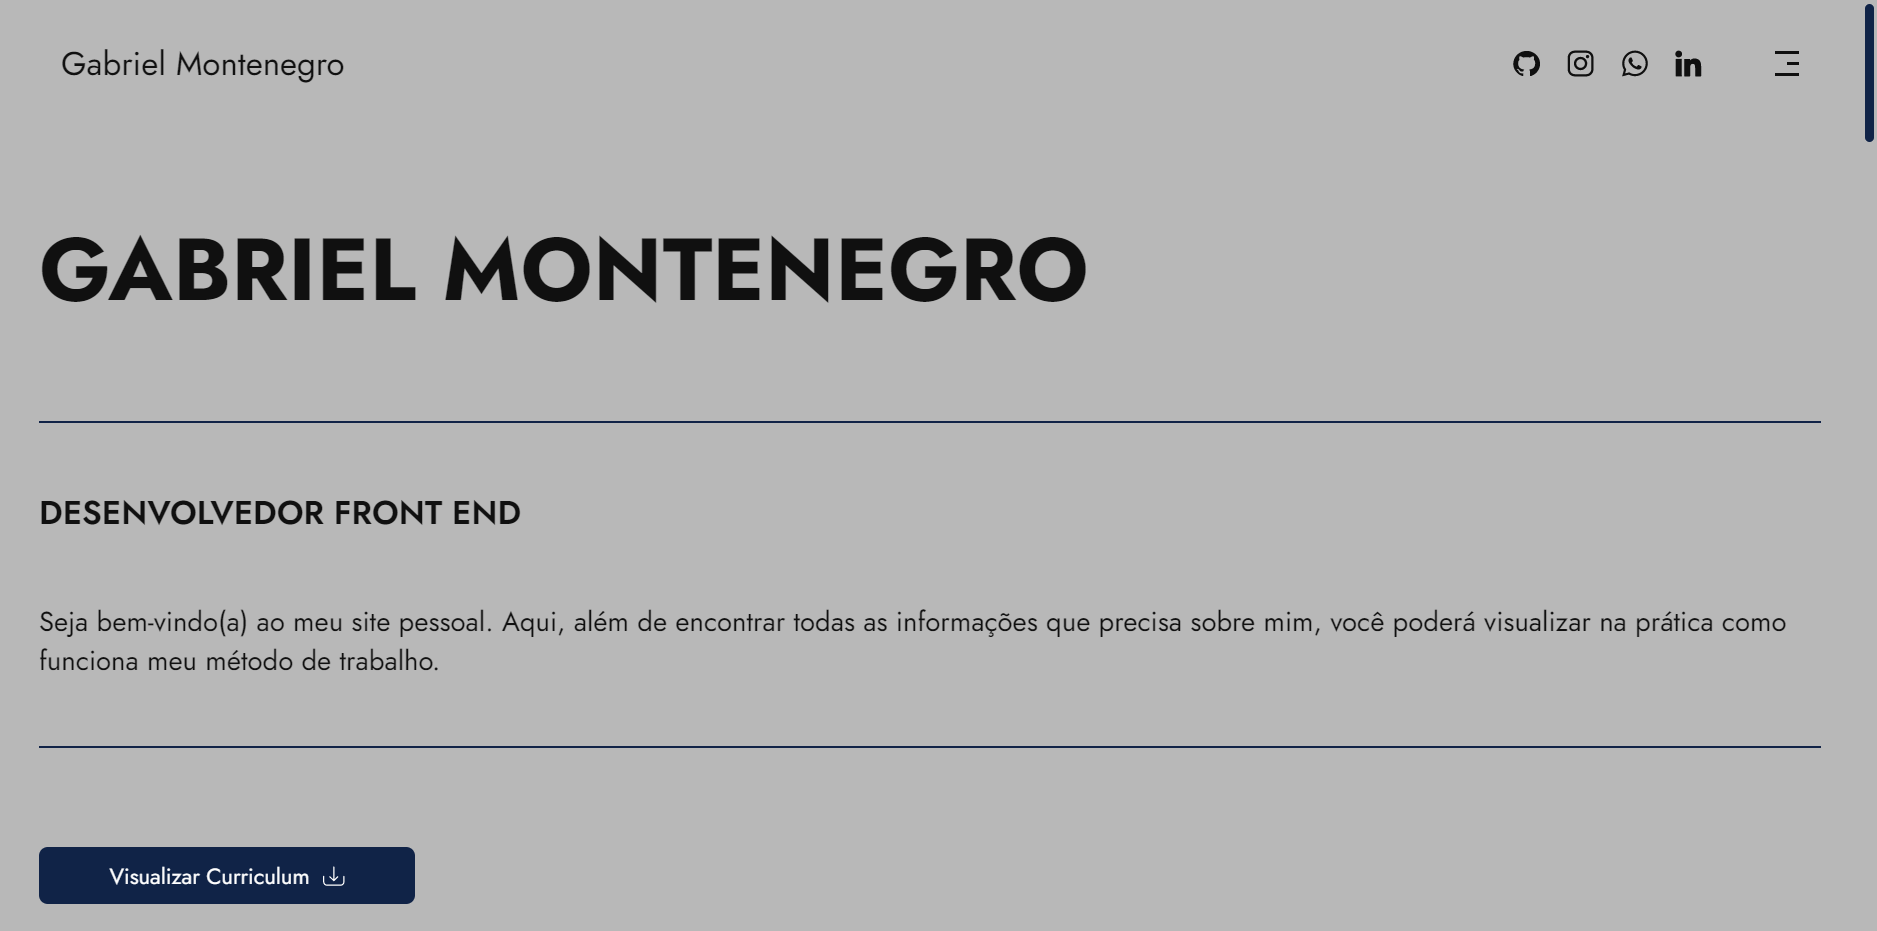 Gabriel Montenegro
GABRIEL MONTENEGRO
DESENVOLVEDOR FRONT END
Seja bem-vindo(a) ao meu site pessoal. Aqui, além de encontrar todas as informações que precisa sobre mim, você poderá visualizar na prática como
funciona meu método de trabalho.
Visualizar Curriculum